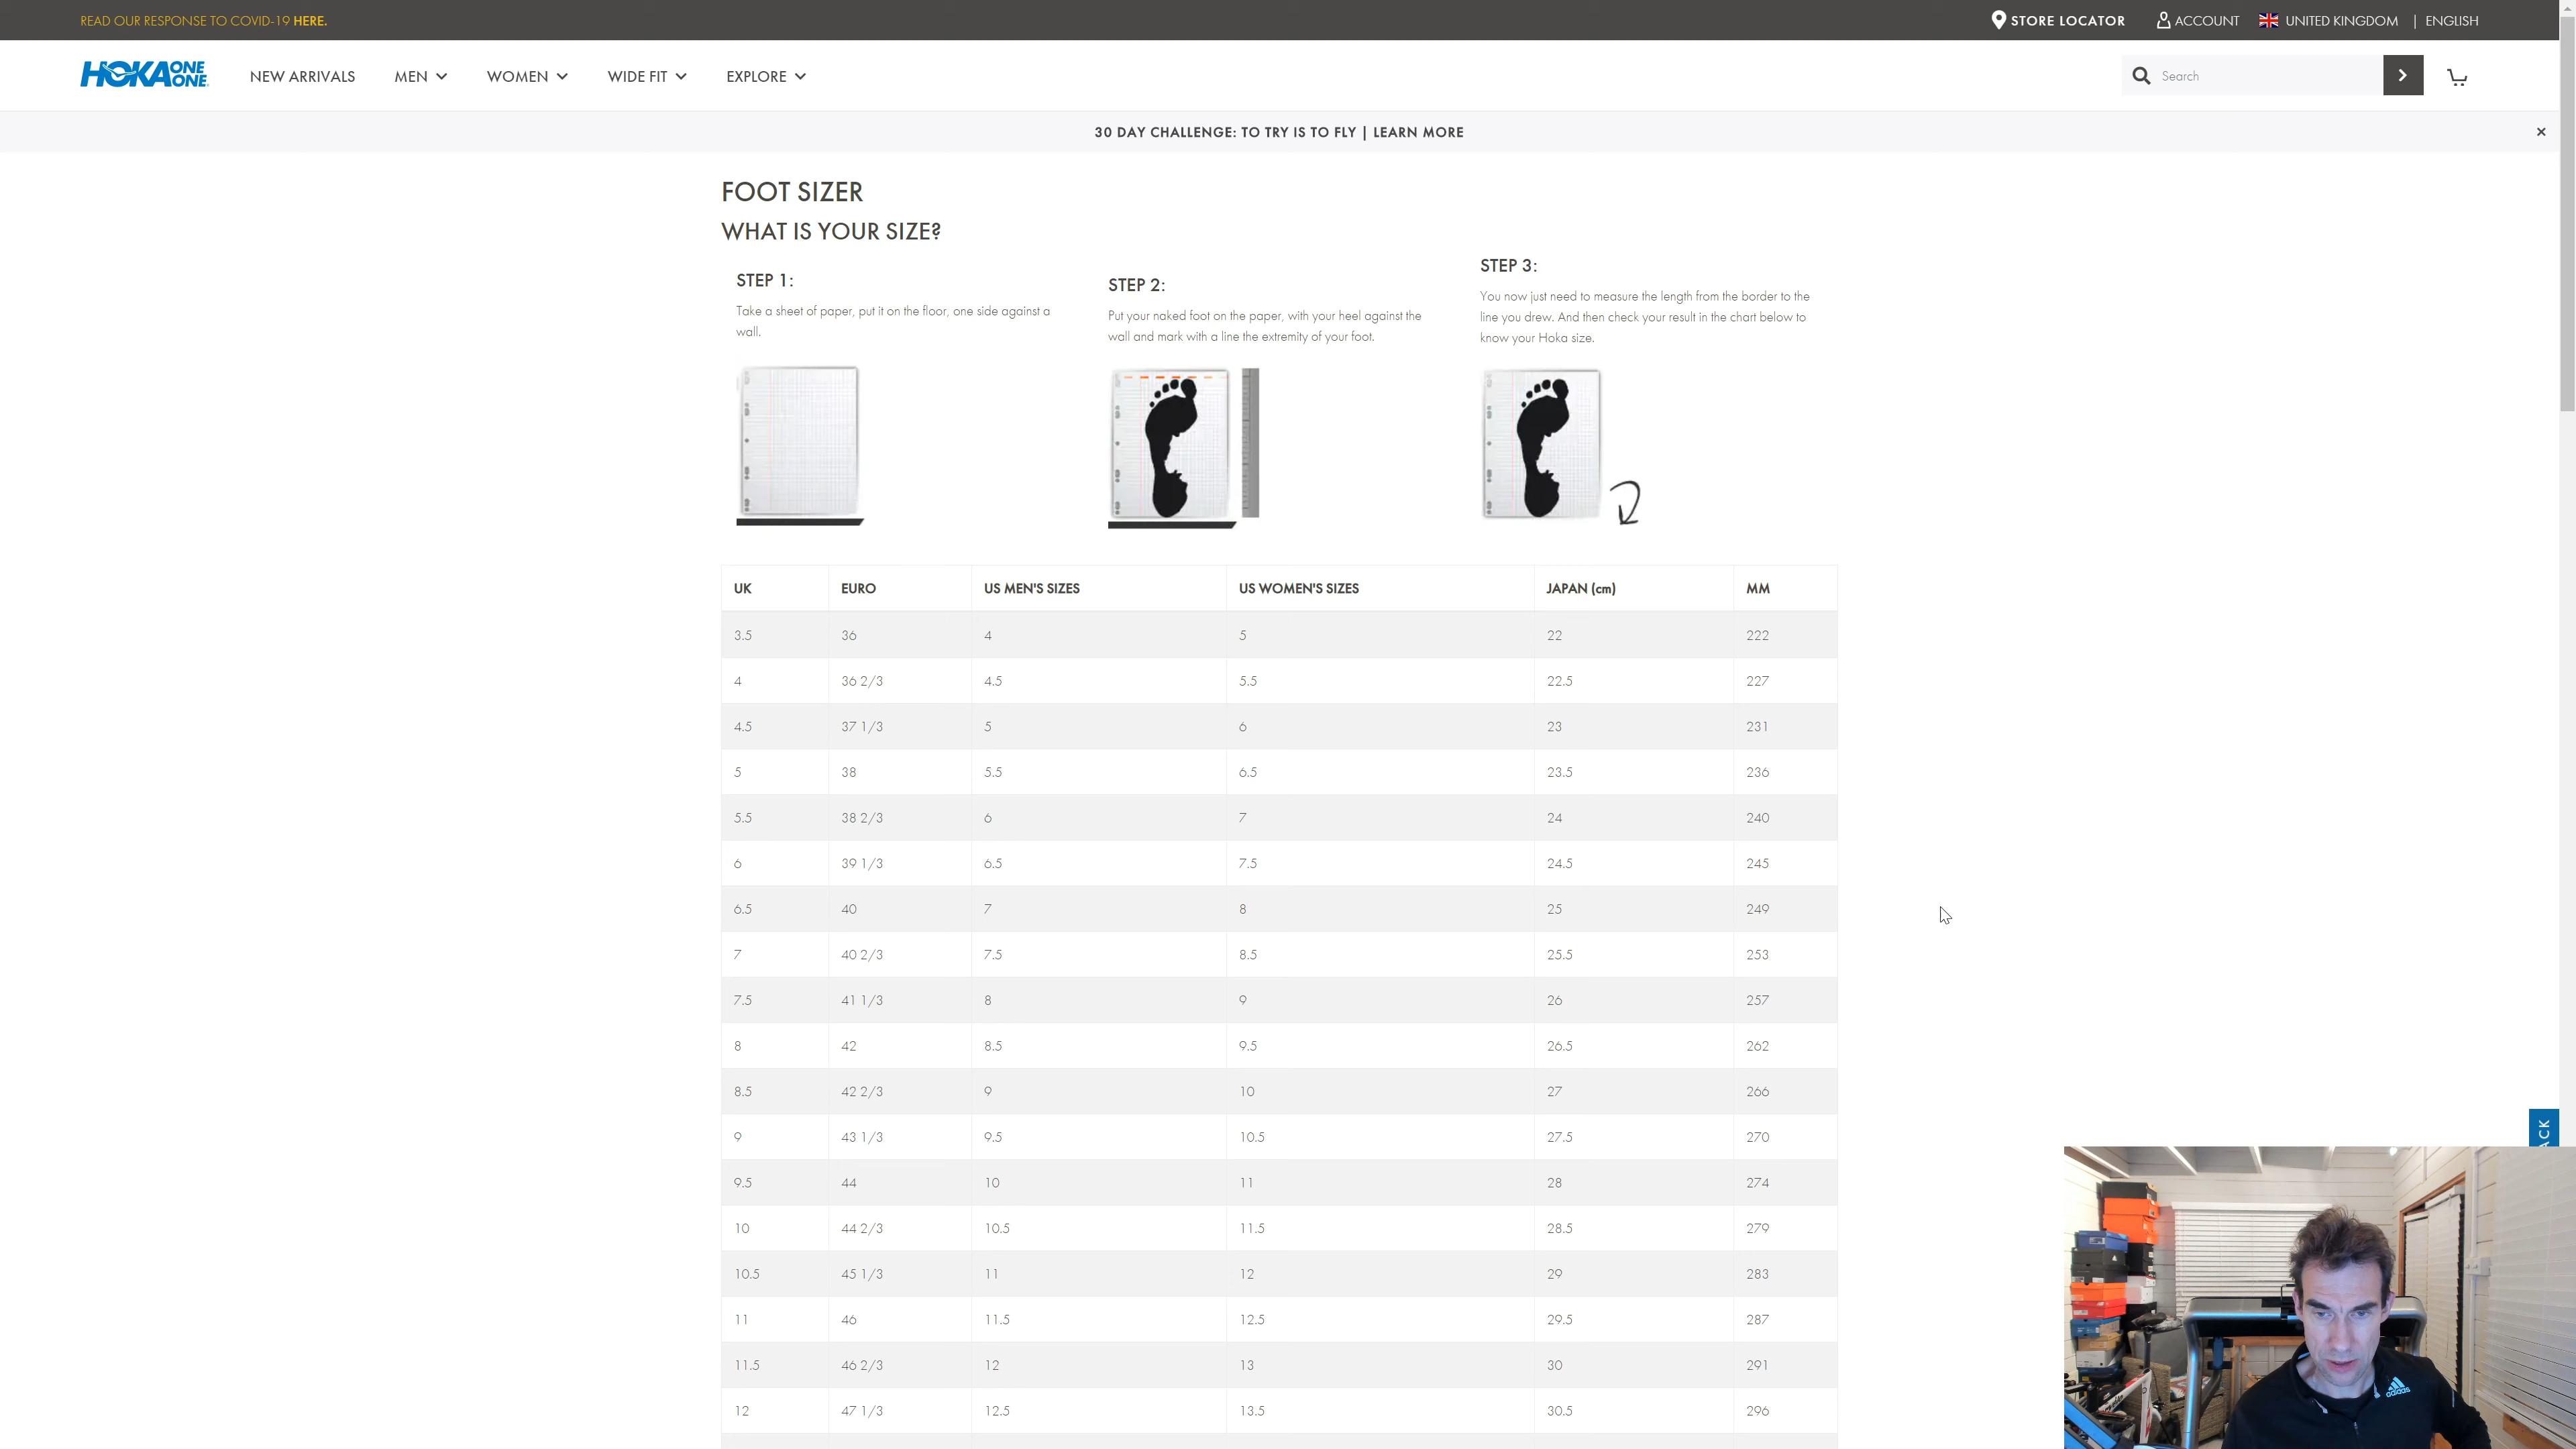 READ OUR RESPONSE TO COVID-19 HERE.
STORE LOCATOR ACCOUNT UNITED KINGDOM | ENGLISH
HOKA ONE ONE NEW ARRIVALS MEN WOMEN WIDE FIT EXPLORE Search
30 DAY CHALLENGE: TO TRY IS TO FLY | LEARN MORE
FOOT SIZER
WHAT IS YOUR SIZE?
STEP 1:
Take a sheet of paper, put it on the floor, one side against a
wall.
STEP 2:
Put your naked foot on the paper, with your heel against the
wall and mark with a line the extremity of your foot.
STEP 3:
You now just need to measure the length from the border to the
line you drew. And then check your result in the chart below to
know your Hoka size.
UK EURO US MEN'S SIZES US WOMEN'S SIZES JAPAN (cm) MM
3.5 36 4 5 22 222
4 36 2/3 4.5 5.5 22.5 227
4.5 37 1/3 5 6 23 231
5 38 5.5 6.5 23.5 236
5.5 38 2/3 6 7 24 240
6 39 1/3 6.5 7.5 24.5 245
6.5 40 7 8 25 249
7 40 2/3 7.5 8.5 25.5 253
7.5 41 1/3 8 9 26 257
8 42 8.5 9.5 26.5 262
8.5 42 2/3 9 10 27 266
9 43 1/3 9.5 10.5 27.5 270
9.5 44 10 11 28 274
10 44 2/3 10.5 11.5 28.5 279
10.5 45 1/3 11 12 29 283
11 46 11.5 12.5 29.5 287
11.5 46 2/3 12 13 30 291
12 47 1/3 12.5 13.5 30.5 296
ACK
adidas